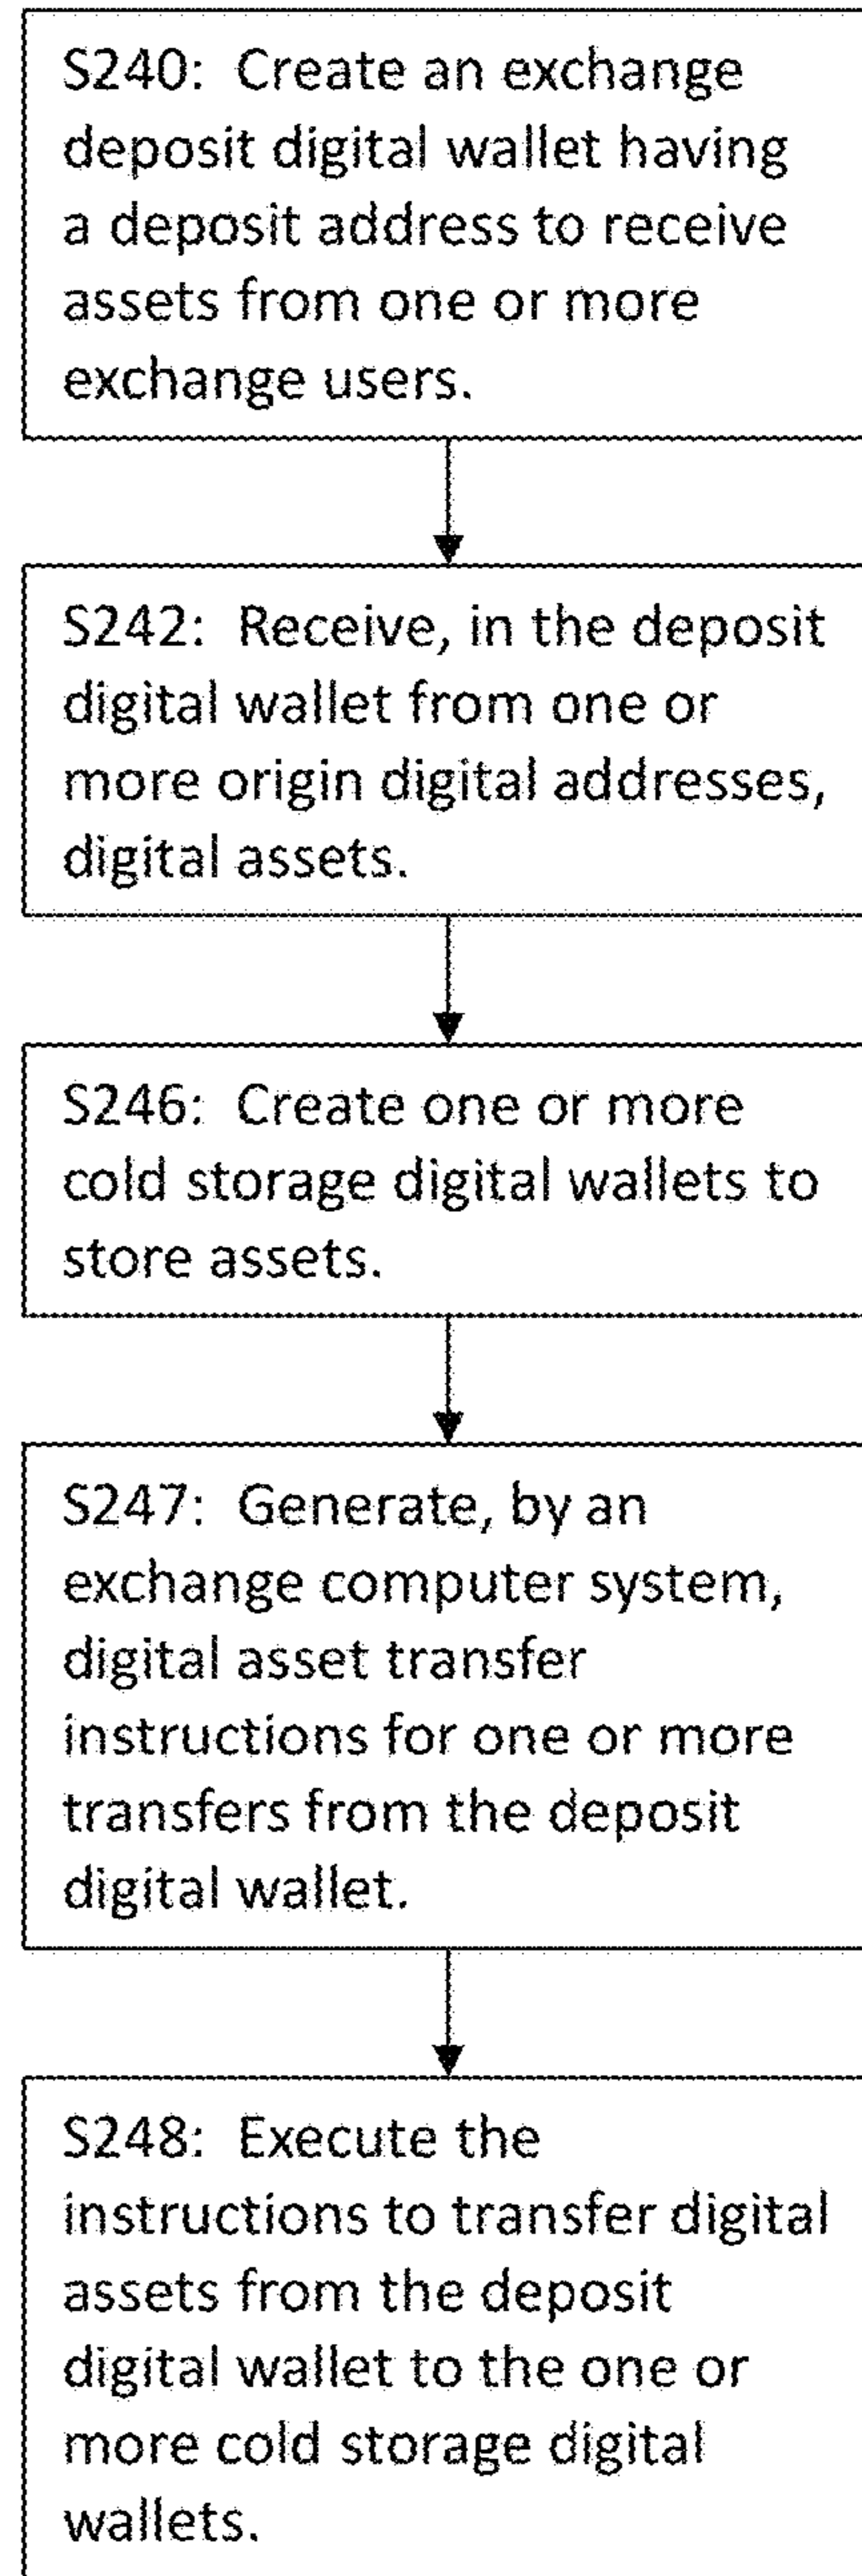 S240: Create an exchange
deposit digital wallet having
a deposit address to receive
assets from one or more
exchange users.
S242: Receive, in the deposit
digital wallet from one or
more origin digital addresses,
digital assets.
S246: Create one or more
cold storage digital wallets to
store assets.
S247: Generate, by an
exchange computer system,
digital asset transfer
instructions for one or more
transfers from the deposit
digital wallet.
S248: Execute the
instructions to transfer digital
assets from the deposit
digital wallet to the one or
more cold storage digital
wallets.